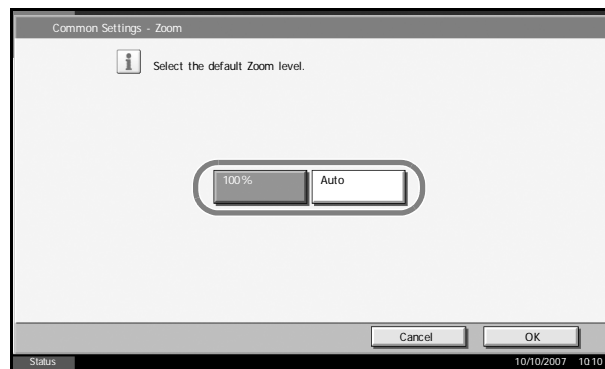 Common Settings - Zoom
i Select the default Zoom level.
100% Auto
Cancel OK
Status 10/10/2007 10:10